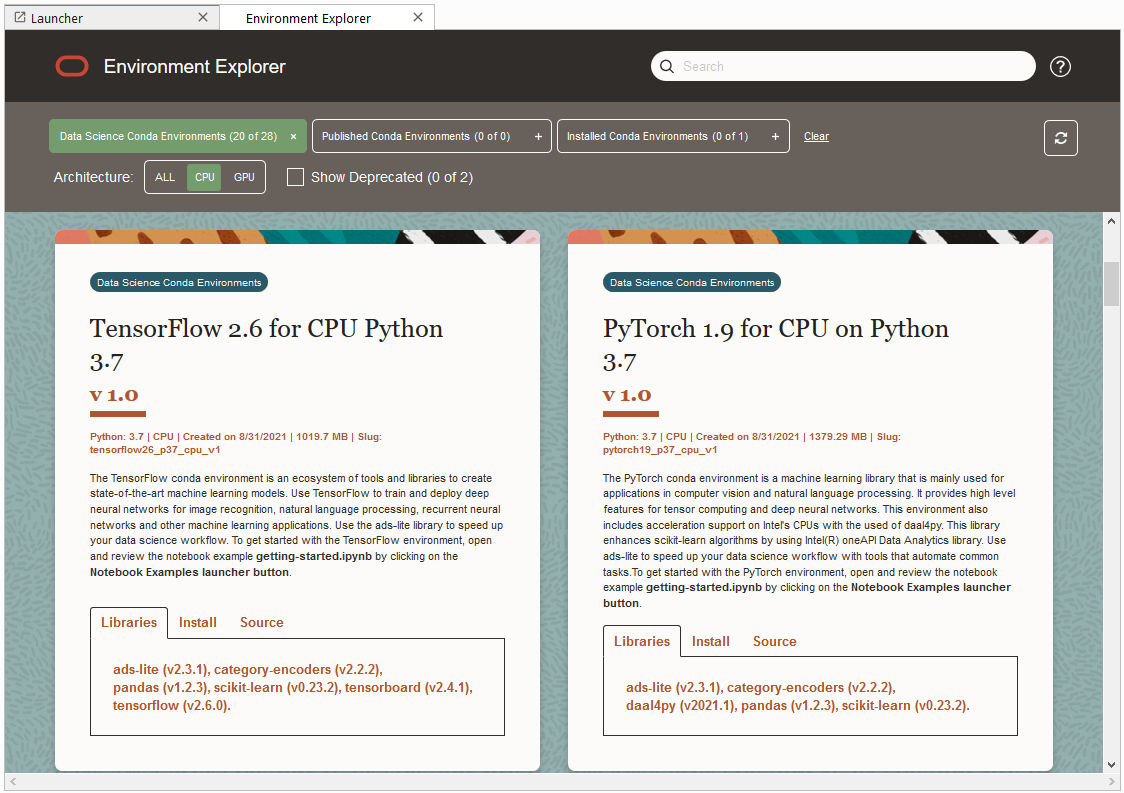 Launcher
Environment Explorer
Environment Explorer
Search
?
Data Science Conda Environments (20 of 28) ×
Published Conda Environments (0 of 0) +
Installed Conda Environments (0 of 1) +
Clear
Architecture: ALL CPU GPU Show Deprecated (0 of 2)
Data Science Conda Environments
TensorFlow 2.6 for CPU Python
3.7
v 1.0
Python: 3.7 | CPU | Created on 8/31/2021 | 1019.7 MB | Slug:
tensorflow26_p37_cpu_v1
The TensorFlow conda environment is an ecosystem of tools and libraries to create
state-of-the-art machine learning models. Use TensorFlow to train and deploy deep
neural networks for image recognition, natural language processing, recurrent neural
networks and other machine learning applications. Use the ads-lite library to speed up
your data science workflow. To get started with the TensorFlow environment, open
and review the notebook example getting-started.ipynb by clicking on the
Notebook Examples launcher button.
Libraries Install Source
ads-lite (v2.3.1), category-encoders (v2.2.2),
pandas (v1.2.3), scikit-learn (v0.23.2), tensorboard (v2.4.1),
tensorflow (v2.6.0).
Data Science Conda Environments
PyTorch 1.9 for CPU on Python
3.7
v 1.0
Python: 3.7 | CPU | Created on 8/31/2021 | 1379.29 MB | Slug:
pytorch19_p37_cpu_v1
The PyTorch conda environment is a machine learning library that is mainly used for
applications in computer vision and natural language processing. It provides high level
features for tensor computing and deep neural networks. This environment also
includes acceleration support on Intel's CPUs with the used of daal4py. This library
enhances scikit-learn algorithms by using Intel(R) oneAPI Data Analytics library. Use
ads-lite to speed up your data science workflow with tools that automate common
tasks.To get started with the PyTorch environment, open and review the notebook
example getting-started.ipynb by clicking on the Notebook Examples launcher
button.
Libraries Install Source
ads-lite (v2.3.1), category-encoders (v2.2.2),
daal4py (v2021.1), pandas (v1.2.3), scikit-learn (v0.23.2).